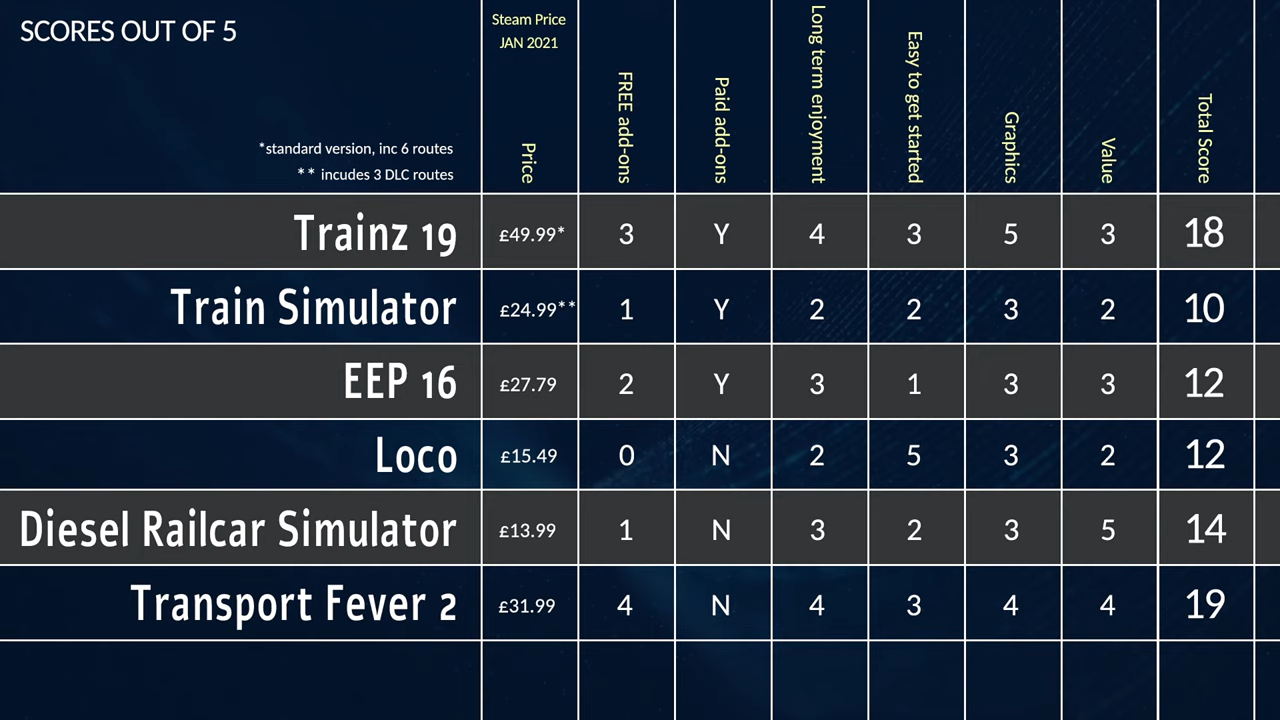 SCORES OUT OF 5
Steam Price
JAN 2021
*standard version, inc 6 routes
** includes 3 DLC routes
Price
FREE add-ons
Paid add-ons
Long term enjoyment
Easy to get started
Graphics
Value
Total Score
Trainz 19 £49.99* 3 Y 4 3 5 3 18
Train Simulator £24.99** 1 Y 2 2 3 2 10
EEP 16 £27.79 2 Y 3 1 3 3 12
Loco £15.49 0 N 2 5 3 2 12
Diesel Railcar Simulator £13.99 1 N 3 2 3 5 14
Transport Fever 2 £31.99 4 N 4 3 4 4 19